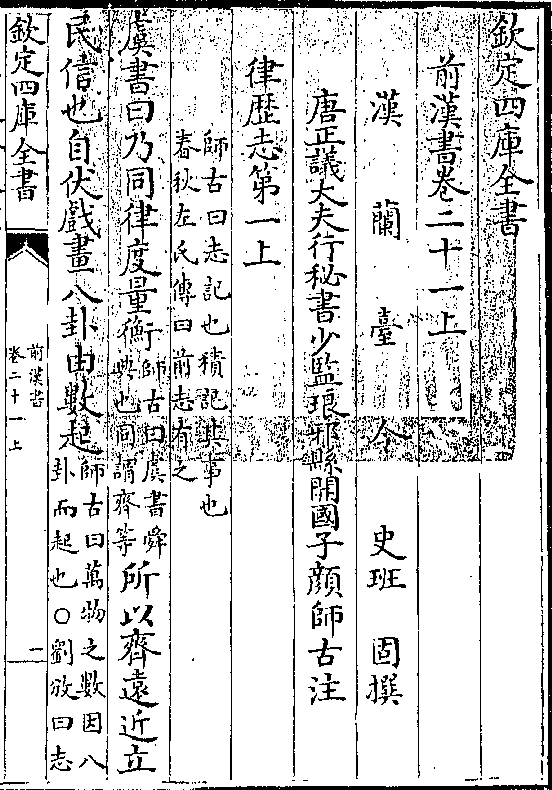 欽定四庫全書
前漢書卷二十一上
漢蘭臺令史班固撰
唐正議大夫行秘書少監琅邪縣開國子顔師古注
律歴志第一上
師古曰志記也積記其事也
春秋左氏傳曰前志有之
虞書曰乃同律度量衡師古曰虞書舜
典也同謂齊等所以齊遠近立
民信也自伏戲畫八卦由數起師古曰萬物之數因八
卦而起也○劉攽曰志
欽定四庫全書
前漢書
卷二十一上
一